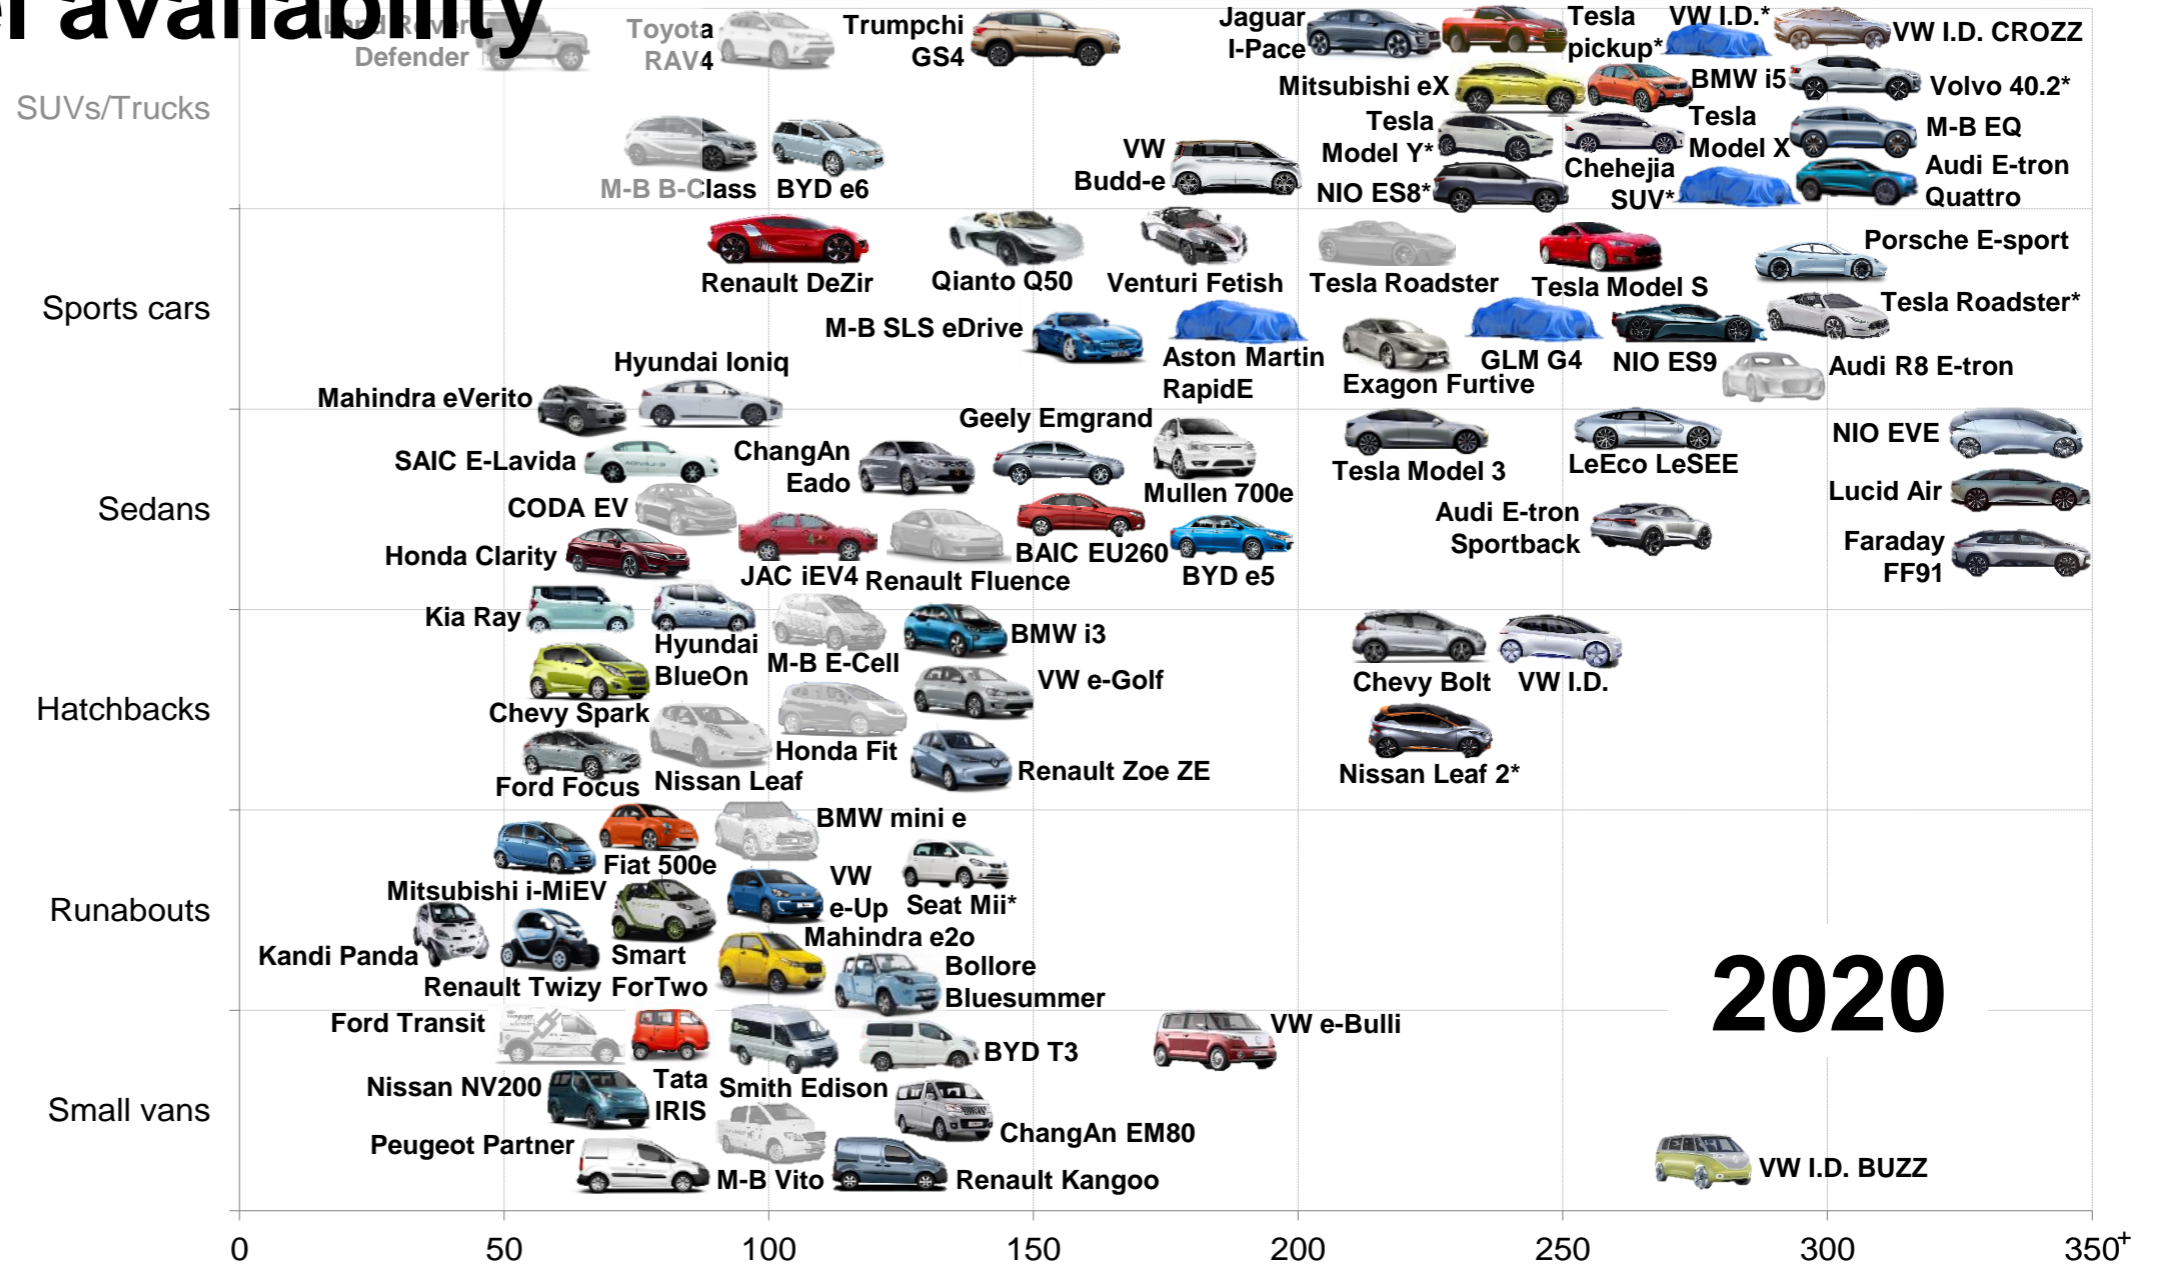 el availability
Land Rover
Defender
Toyota
RAV4
Trumpchi
GS4
Jaguar
I-Pace
Tesla
pickup*
VW I.D.*
VW I.D. CROZZ
Mitsubishi eX
BMW i5
Volvo 40.2*
SUVs/Trucks
Tesla
Model Y*
Tesla
Model X
M-B EQ
M-B B-Class
BYD e6
VW
Budd-e
NIO ES8*
Chehejia
SUV*
Audi E-tron
Quattro
Renault DeZir
Qianto Q50
Venturi Fetish
Tesla Roadster
Tesla Model S
Porsche E-sport
Sports cars
M-B SLS eDrive
Aston Martin
RapidE
Exagon Furtive
GLM G4
NIO ES9
Tesla Roadster*
Audi R8 E-tron
Hyundai Ioniq
Mahindra eVerito
Geely Emgrand
SAIC E-Lavida
ChangAn
Eado
Mullen 700e
Tesla Model 3
LeEco LeSEE
NIO EVE
Lucid Air
Sedans
CODA EV
Honda Clarity
JAC iEV4
Renault Fluence
BAIC EU260
BYD e5
Audi E-tron
Sportback
Faraday
FF91
Kia Ray
Hyundai
BlueOn
M-B E-Cell
BMW i3
Chevy Bolt
VW I.D.
Chevy Spark
VW e-Golf
Hatchbacks
Ford Focus
Nissan Leaf
Honda Fit
Renault Zoe ZE
Nissan Leaf 2*
BMW mini e
Fiat 500e
Mitsubishi i-MiEV
VW
e-Up
Seat Mii*
Runabouts
Kandi Panda
Renault Twizy
Smart
ForTwo
Mahindra e2o
Bollore
Bluesummer
2020
Ford Transit
Tata
IRIS
Smith Edison
BYD T3
VW e-Bulli
Nissan NV200
Small vans
Peugeot Partner
M-B Vito
ChangAn EM80
Renault Kangoo
VW I.D. BUZZ
0 50 100 150 200 250 300 350+